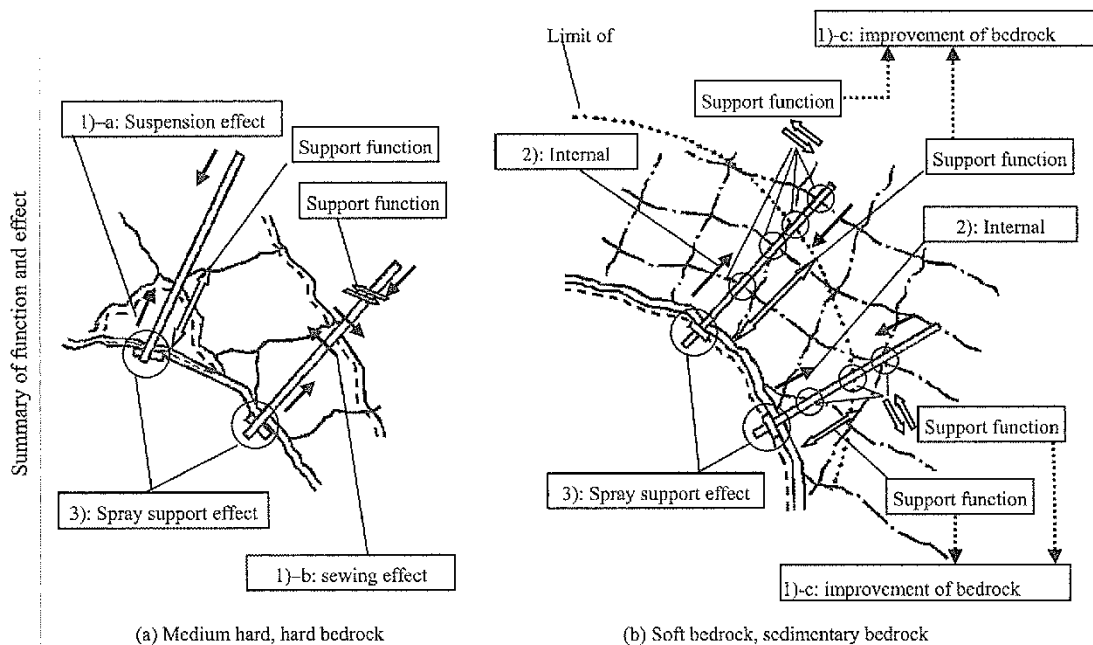 Summary of function and effect
1)–a: Suspension effect
Support function
Support function
3): Spray support effect
1)–b: sewing effect
(a) Medium hard, hard bedrock
Limit of
1)-c: improvement of bedrock
Support function
2): Internal
Support function
2): Internal
Support function
3): Spray support effect
Support function
1)-c: improvement of bedrock
(b) Soft bedrock, sedimentary bedrock